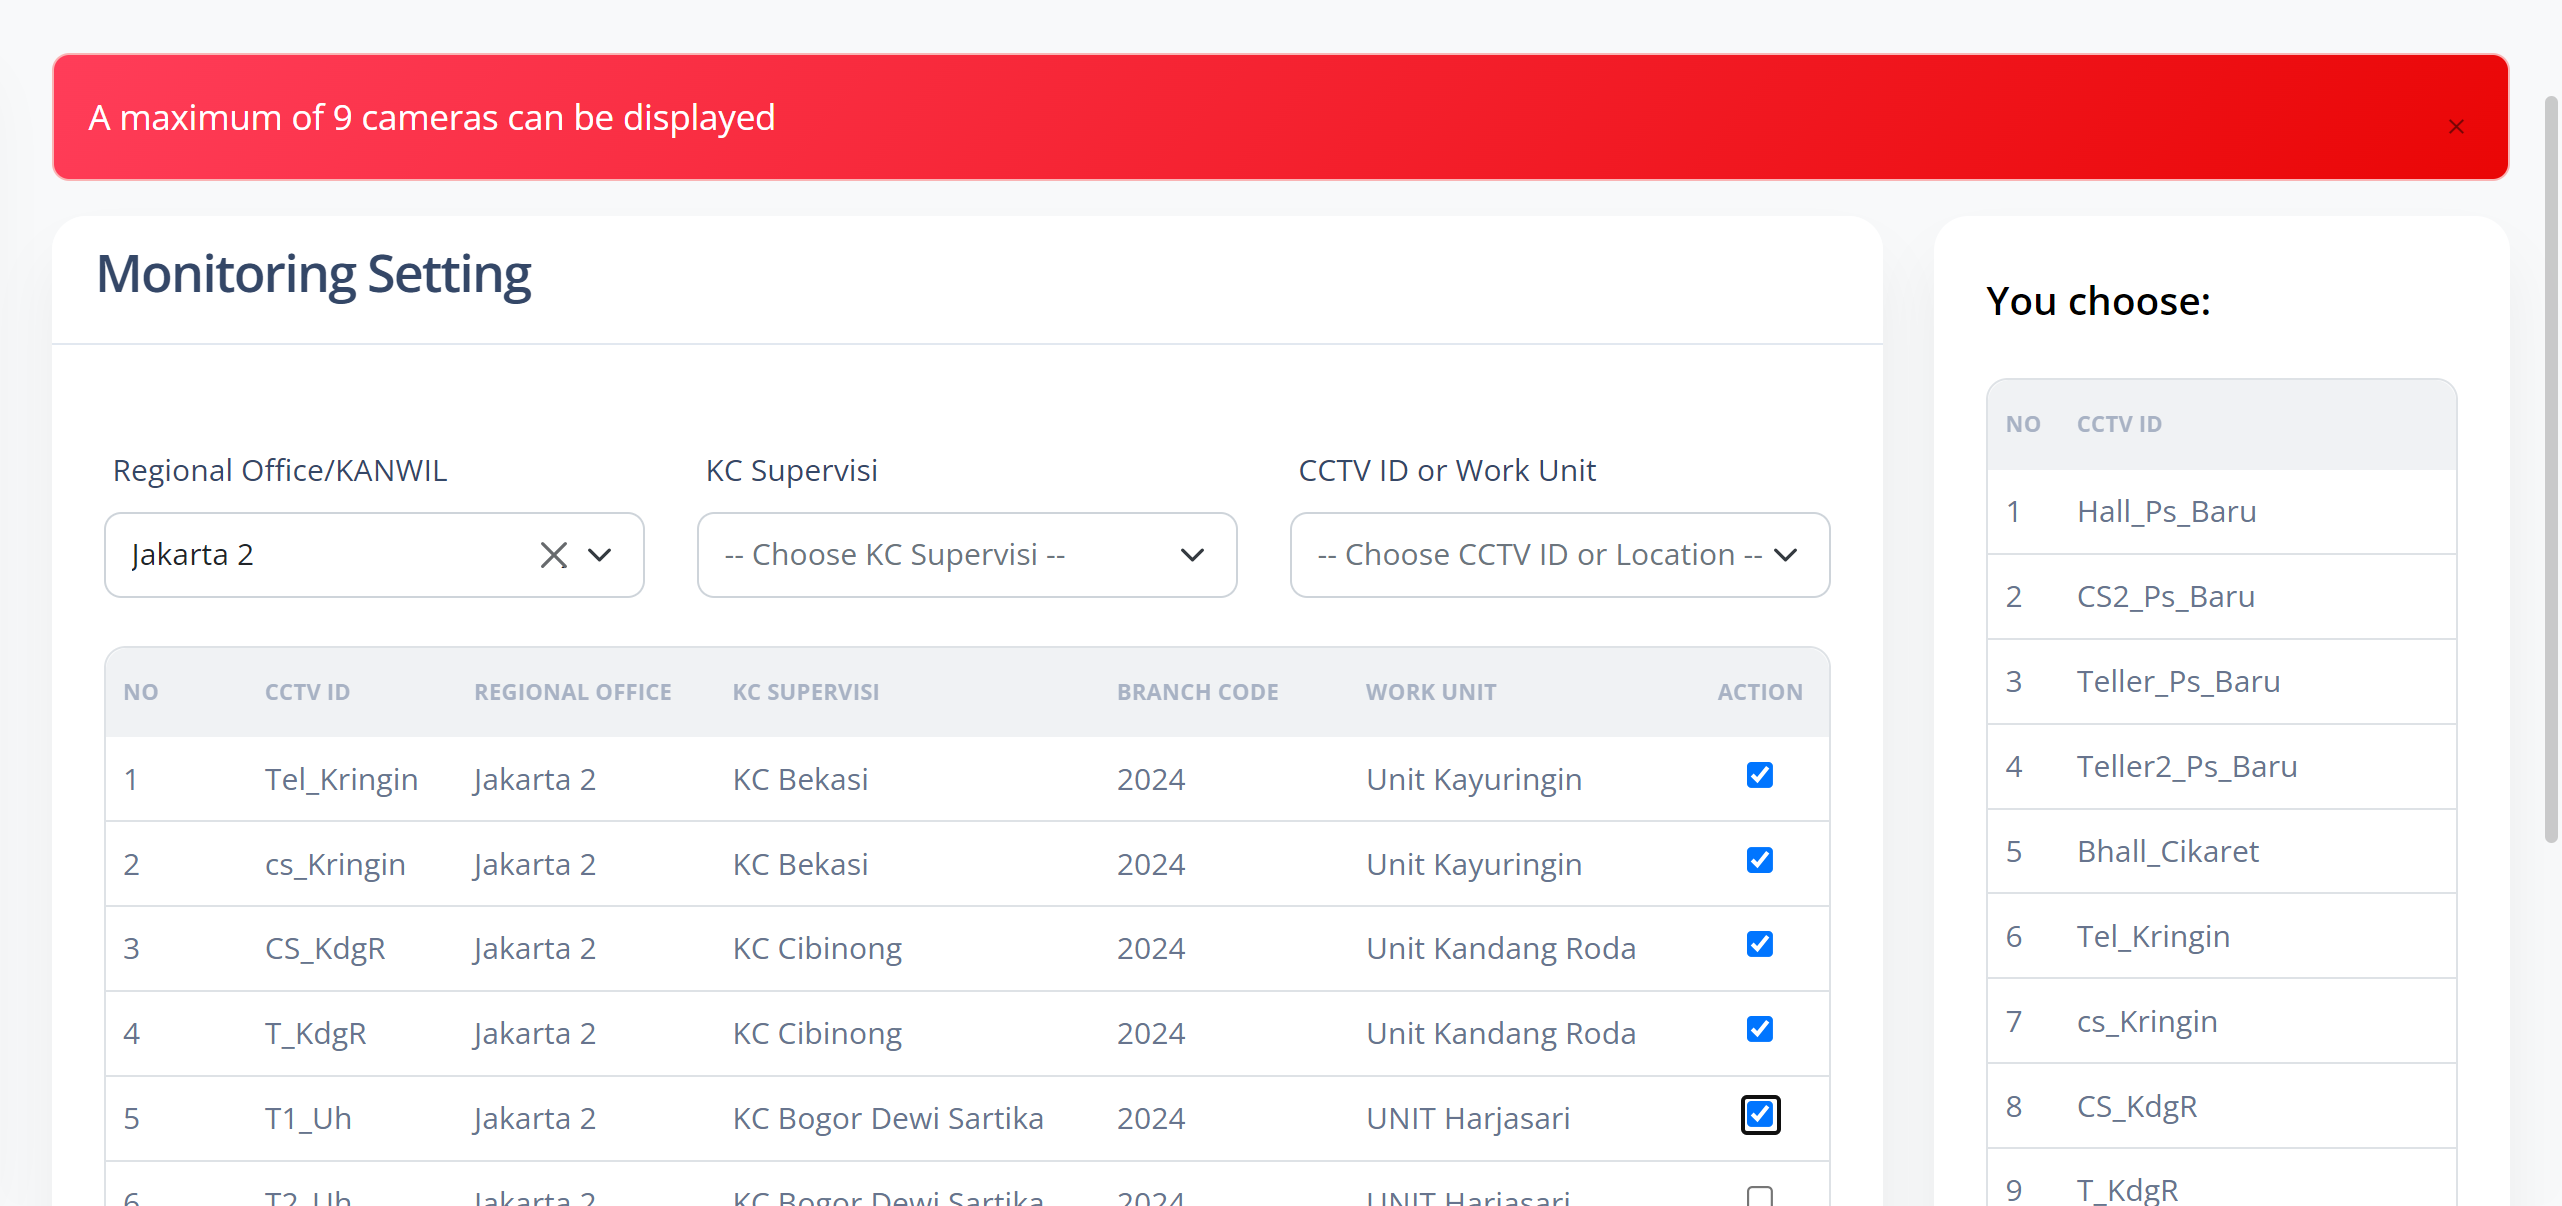 A maximum of 9 cameras can be displayed
×
Monitoring Setting
Regional Office/KANWIL KC Supervisi CCTV ID or Work Unit
Jakarta 2 -- Choose KC Supervisi -- -- Choose CCTV ID or Location --
NO CCTV ID REGIONAL OFFICE KC SUPERVISI BRANCH CODE WORK UNIT ACTION
1 Tel_Kringin Jakarta 2 KC Bekasi 2024 Unit Kayuringin
2 cs_Kringin Jakarta 2 KC Bekasi 2024 Unit Kayuringin
3 CS_KdgR Jakarta 2 KC Cibinong 2024 Unit Kandang Roda
4 T_KdgR Jakarta 2 KC Cibinong 2024 Unit Kandang Roda
5 T1_Uh Jakarta 2 KC Bogor Dewi Sartika 2024 UNIT Harjasari
6 T2_Uh Jakarta 2 KC Bogor Dewi Sartika 2024 UNIT Harjasari
You choose:
NO CCTV ID
1 Hall_Ps_Baru
2 CS2_Ps_Baru
3 Teller_Ps_Baru
4 Teller2_Ps_Baru
5 Bhall_Cikaret
6 Tel_Kringin
7 cs_Kringin
8 CS_KdgR
9 T_KdgR